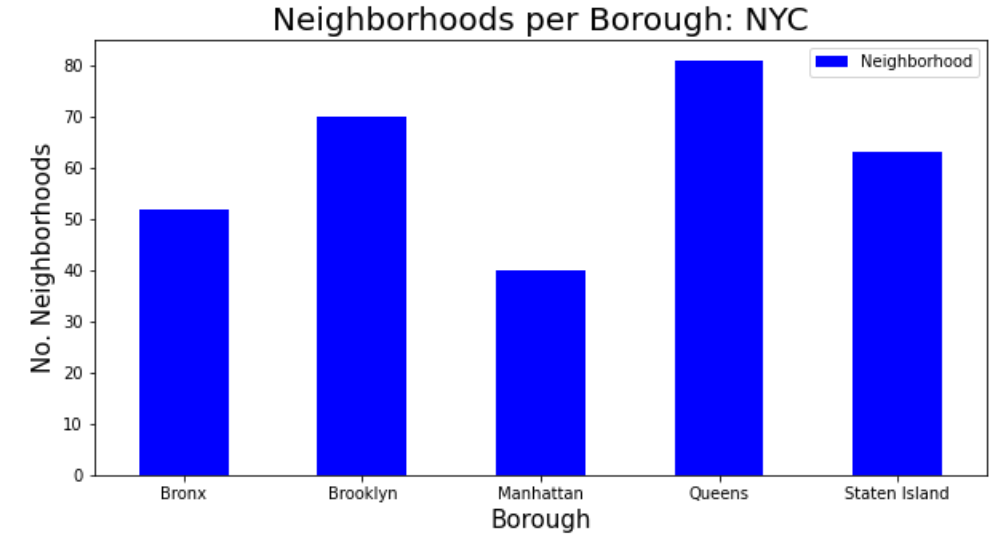 Neighborhoods per Borough: NYC
Neighborhood
No. Neighborhoods
80
70
60
50
40
30
20
10
0
Bronx Brooklyn Manhattan Queens Staten Island
Borough